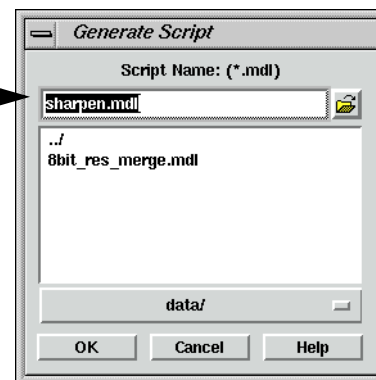 Generate Script
Script Name: (*.mdl)
sharpen.mdl
../
8bit_res_merge.mdl
data/
OK Cancel Help